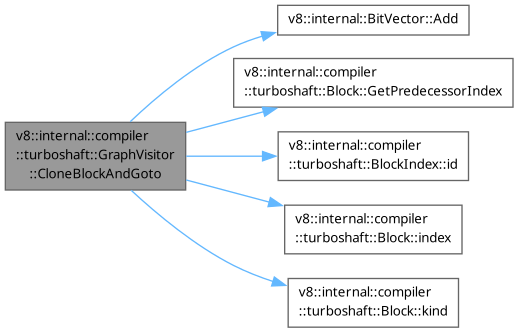 v8::internal::BitVector::Add
v8::internal::compiler
::turboshaft::Block::GetPredecessorIndex
v8::internal::compiler
::turboshaft::GraphVisitor
::CloneBlockAndGoto
v8::internal::compiler
::turboshaft::BlockIndex::id
v8::internal::compiler
::turboshaft::Block::index
v8::internal::compiler
::turboshaft::Block::kind